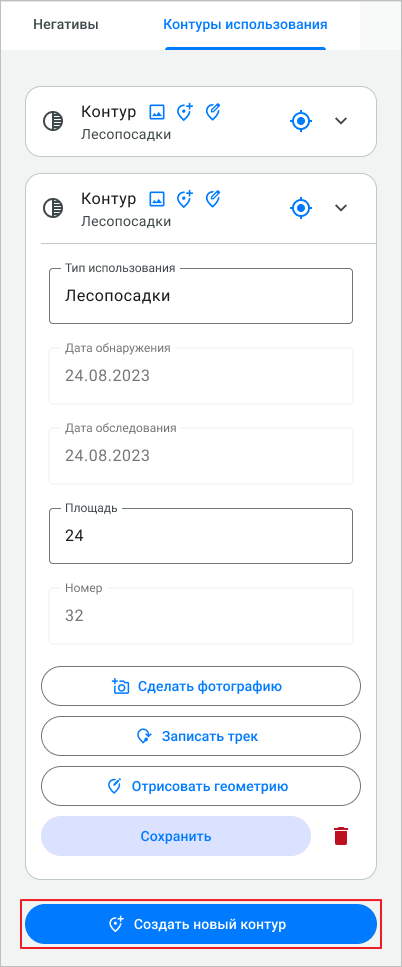 Негативы Контуры использования
Контур
Лесопосадки
Контур
Лесопосадки
Тип использования
Лесопосадки
Дата обнаружения
24.08.2023
Дата обследования
24.08.2023
Площадь
24
Номер
32
Сделать фотографию
Записать трек
Отрисовать геометрию
Сохранить
Создать новый контур